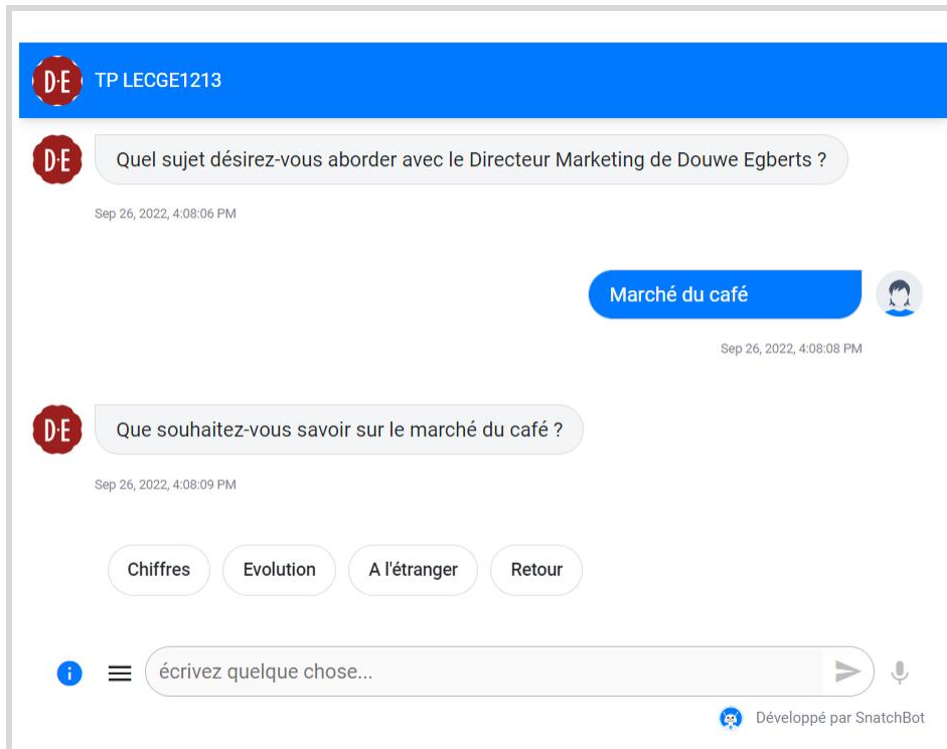 D·E TP LECGE1213
D·E Quel sujet désirez-vous aborder avec le Directeur Marketing de Douwe Egberts ?
Sep 26, 2022, 4:08:06 PM
Marché du café
Sep 26, 2022, 4:08:08 PM
D·E Que souhaitez-vous savoir sur le marché du café ?
Sep 26, 2022, 4:08:09 PM
Chiffres Evolution A l'étranger Retour
écrivez quelque chose...
Développé par SnatchBot